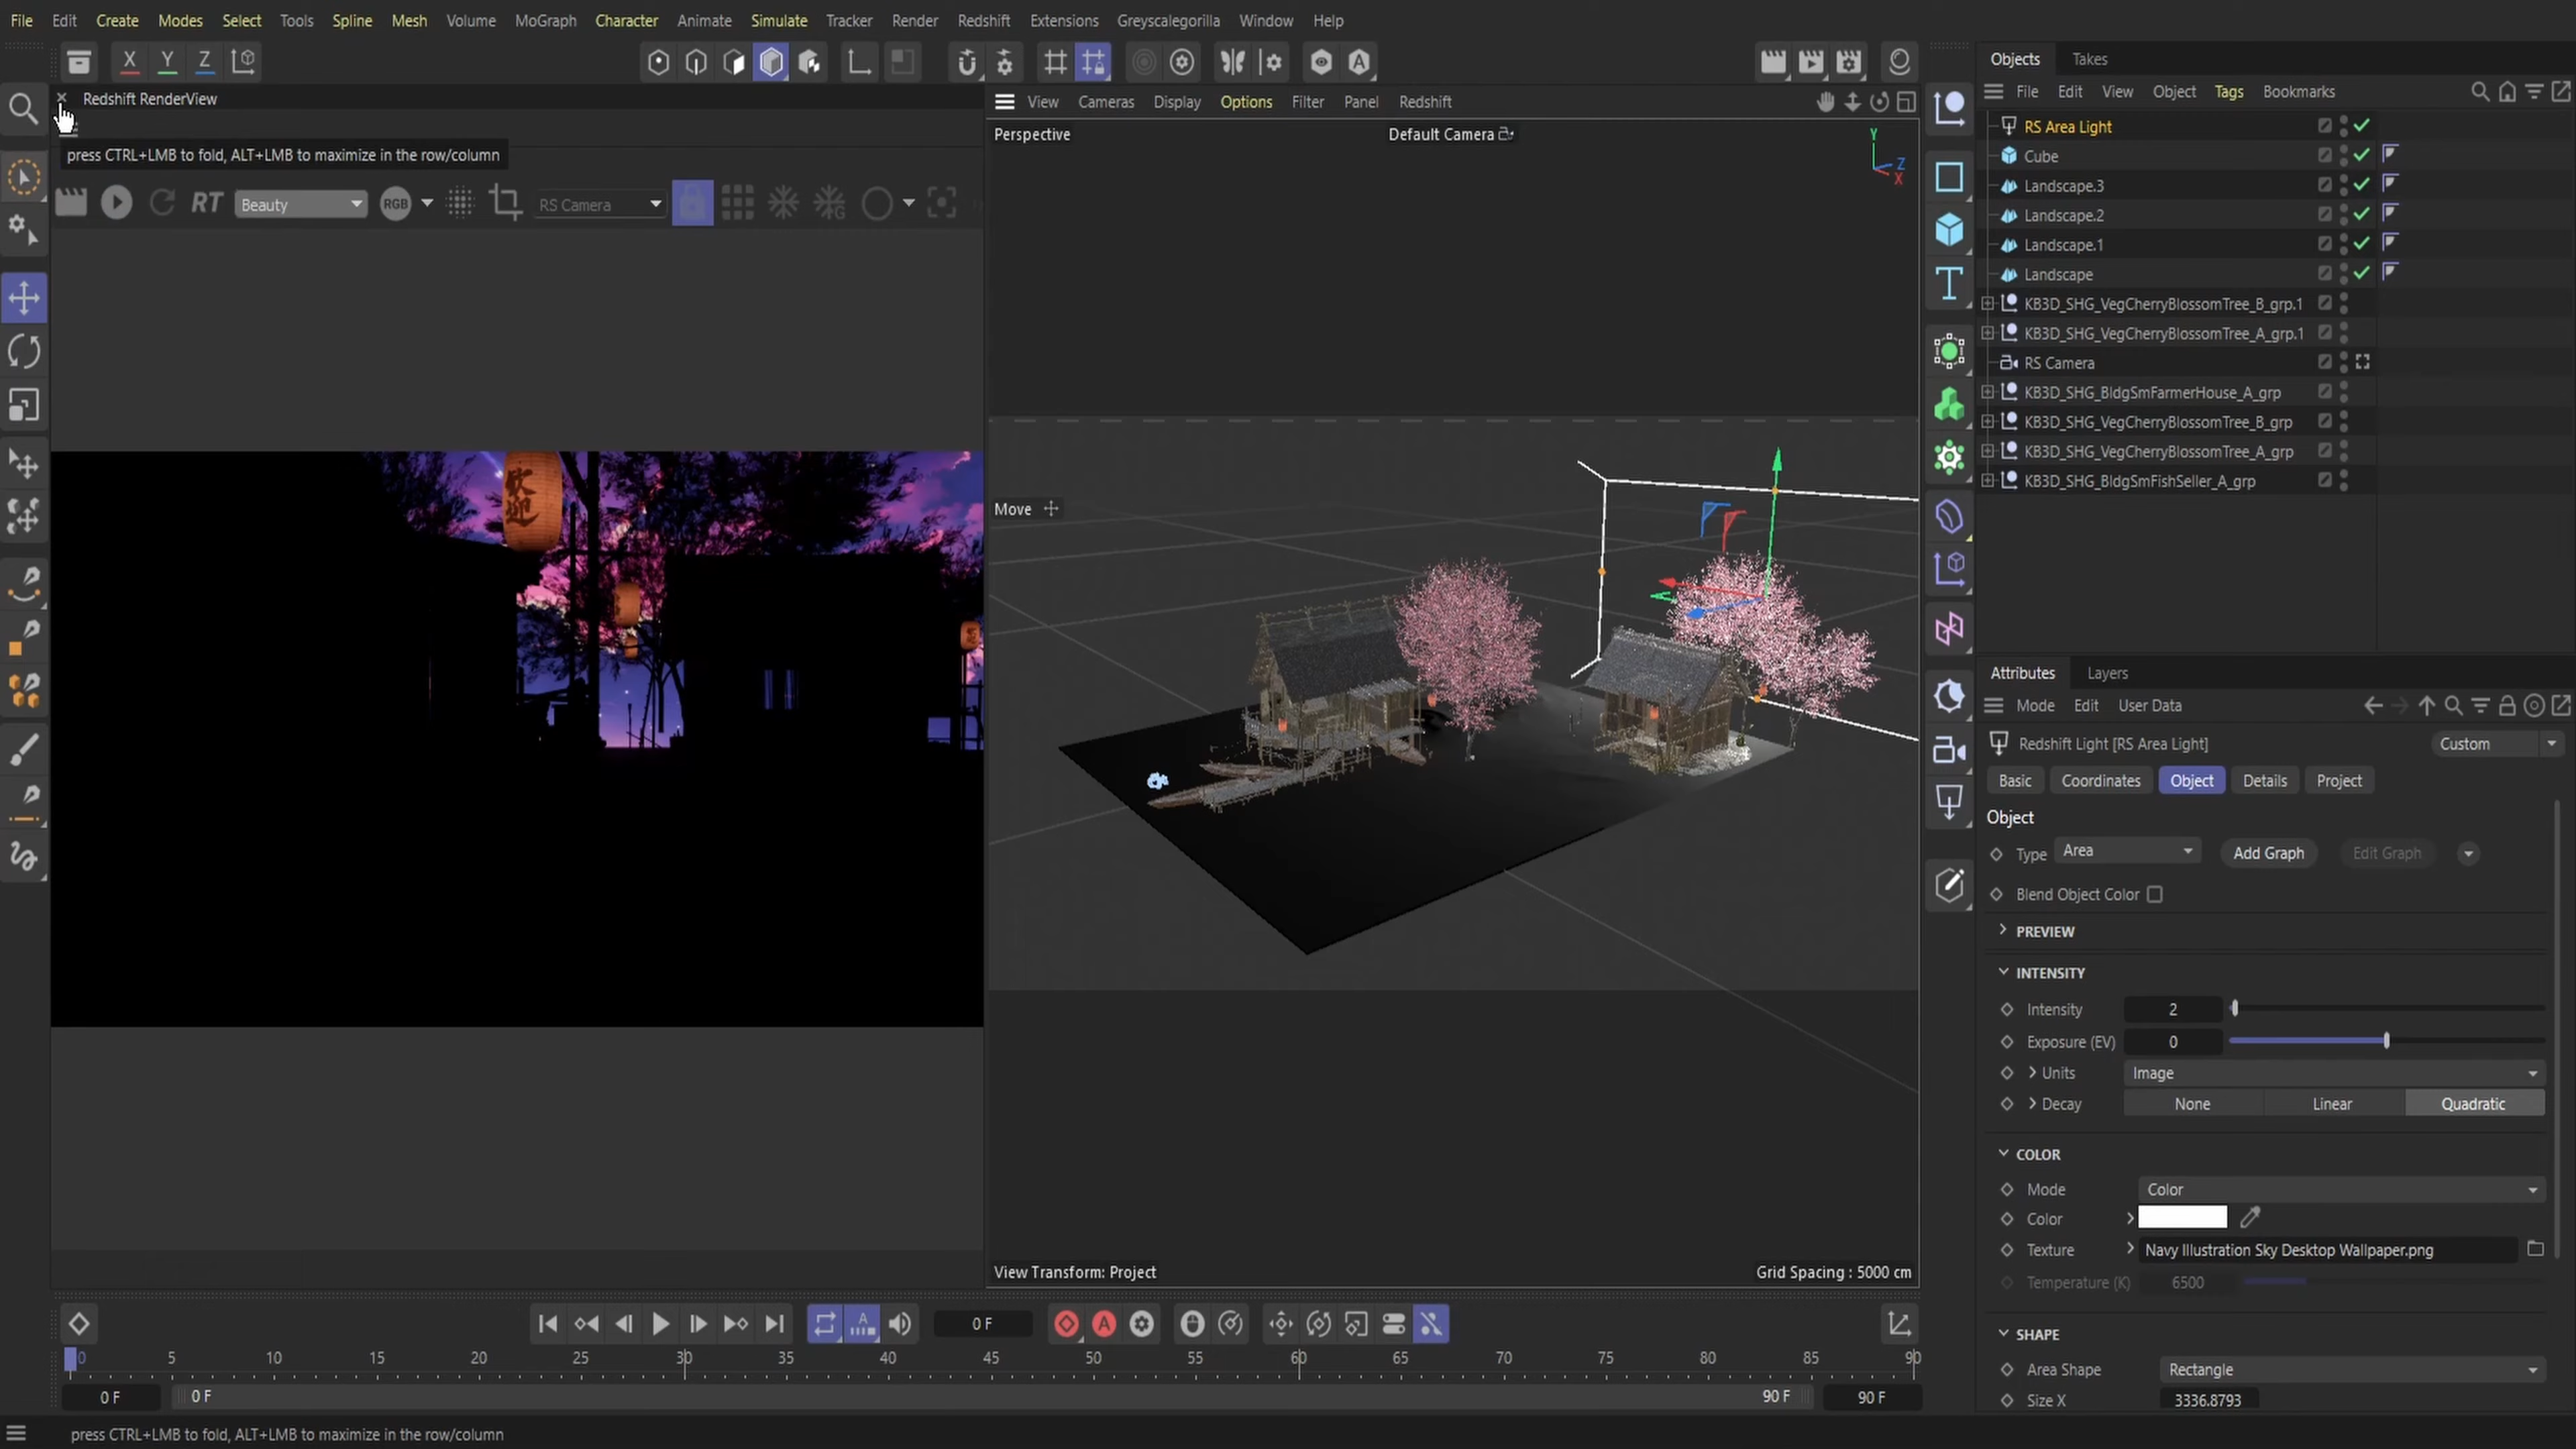 File Edit Create Modes Select Tools Spline Mesh Volume MoGraph Character Animate Simulate Tracker Render Redshift Extensions Greyscalegorilla Window Help
X Y Z
A
Redshift RenderView
press CTRL+LMB to fold, ALT+LMB to maximize in the row/column
RT Beauty RGB RS Camera
歓迎
View Cameras Display Options Filter Panel Redshift
Perspective
Default Camera
Y
Z
X
Move
View Transform: Project
Grid Spacing : 5000 cm
Objects Takes
File Edit View Object Tags Bookmarks
RS Area Light
Cube
Landscape.3
Landscape.2
Landscape.1
Landscape
KB3D_SHG_VegCherryBlossomTree_B_grp.1
KB3D_SHG_VegCherryBlossomTree_A_grp.1
RS Camera
KB3D_SHG_BldgSmFarmerHouse_A_grp
KB3D_SHG_VegCherryBlossomTree_B_grp
KB3D_SHG_VegCherryBlossomTree_A_grp
KB3D_SHG_BldgSmFishSeller_A_grp
Attributes Layers
Mode Edit User Data
Redshift Light [RS Area Light] Custom
Basic Coordinates Object Details Project
Object
Type Area Add Graph Edit Graph
Blend Object Color
PREVIEW
INTENSITY
Intensity 2
Exposure (EV) 0
Units Image
Decay None Linear Quadratic
COLOR
Mode Color
Color
Texture Navy Illustration Sky Desktop Wallpaper.png
Temperature (K) 6500
SHAPE
Area Shape Rectangle
Size X 3336.8793
0 F
0 5 10 15 20 25 30 35 40 45 50 55 60 65 70 75 80 85 90
0 F 0 F 90 F 90 F
press CTRL+LMB to fold, ALT+LMB to maximize in the row/column